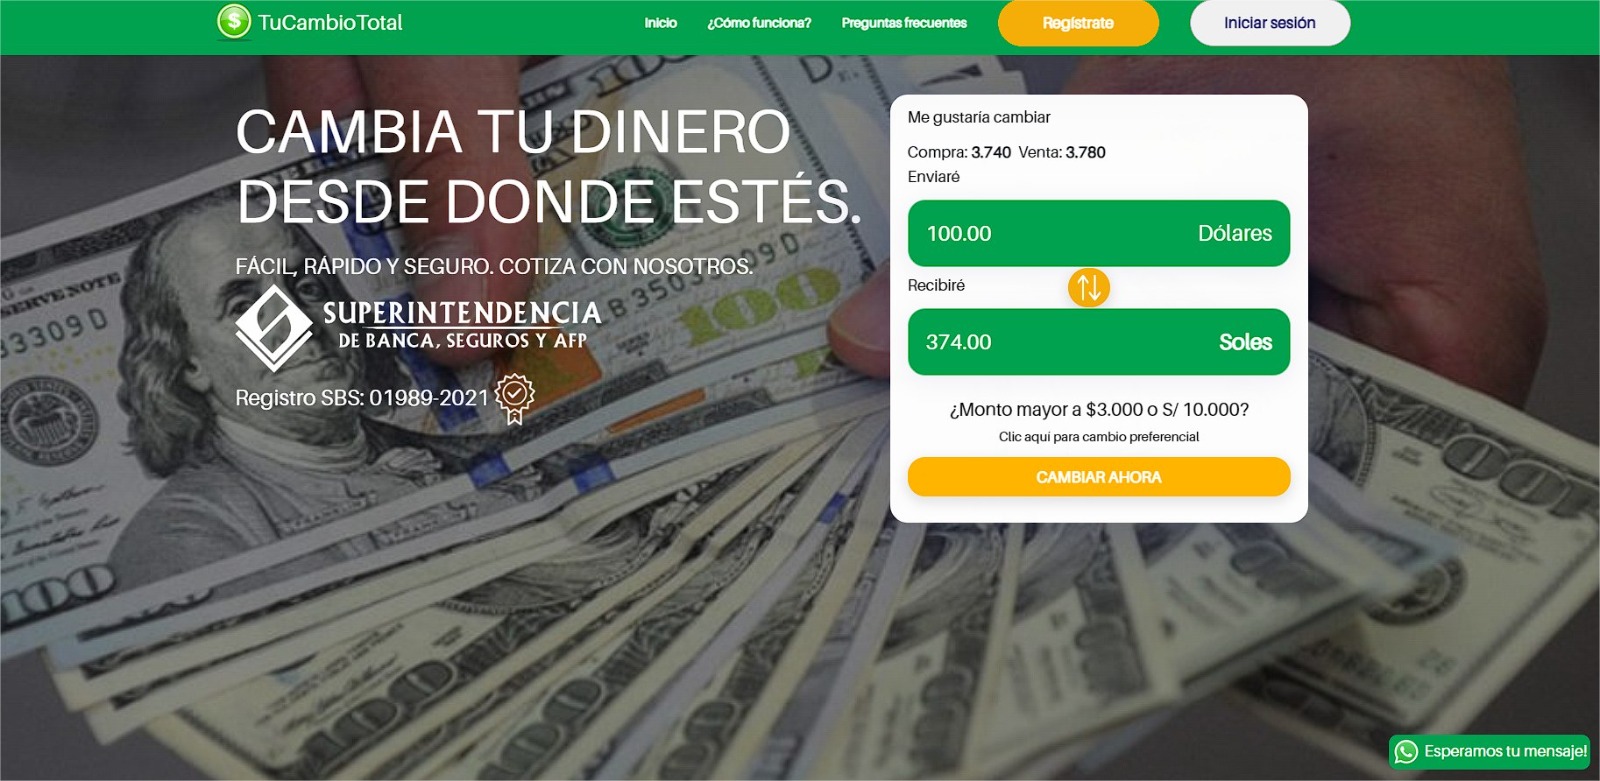 TuCambioTotal
Inicio ¿Cómo funciona? Preguntas frecuentes Regístrate Iniciar sesión
CAMBIA TU DINERO
DESDE DONDE ESTÉS.
FÁCIL, RÁPIDO Y SEGURO. COTIZA CON NOSOTROS.
SUPERINTENDENCIA
DE BANCA, SEGUROS Y AFP
Registro SBS: 01989-2021
Me gustaría cambiar
Compra: 3.740 Venta: 3.780
Enviaré
100.00 Dólares
Recibiré
374.00 Soles
¿Monto mayor a $3.000 o S/ 10.000?
Clic aquí para cambio preferencial
CAMBIAR AHORA
Esperamos tu mensaje!
100
100
100